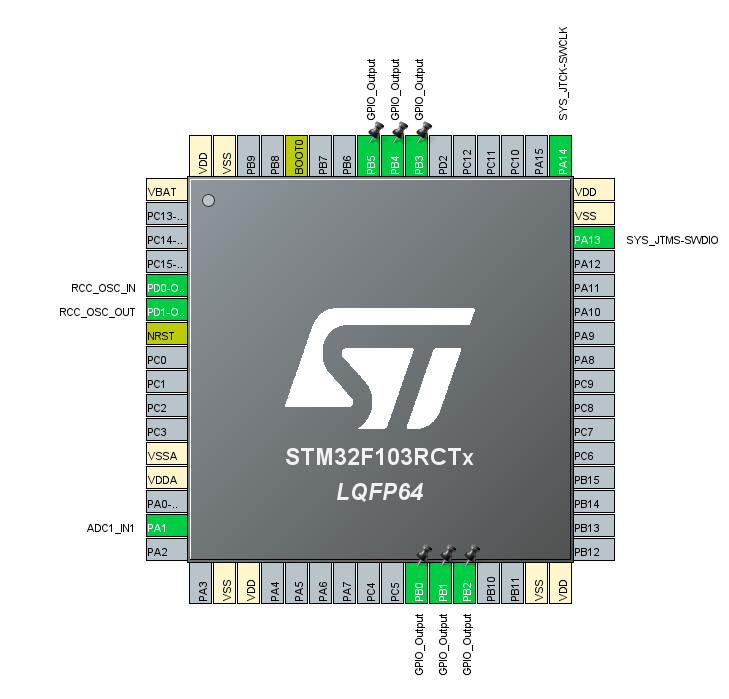 GPIO_Output
GPIO_Output
GPIO_Output
SYS_JTCK-SWCLK
VDD
VSS
PB9
PB8
BOOT0
PB7
PB6
PB5
PB4
PB3
PD2
PC12
PC11
PC10
PA15
PA14
VBAT
PC13-..
PC14-..
PC15-..
RCC_OSC_IN PD0-O..
RCC_OSC_OUT PD1-O..
NRST
PC0
PC1
PC2
PC3
VSSA
VDDA
PA0-..
ADC1_IN1 PA1
PA2
STM32F103RCTx
LQFP64
VDD
VSS
PA13 SYS_JTMS-SWDIO
PA12
PA11
PA10
PA9
PA8
PC9
PC8
PC7
PC6
PB15
PB14
PB13
PB12
PA3
VSS
VDD
PA4
PA5
PA6
PA7
PC4
PC5
PB0
PB1
PB2
PB10
PB11
VSS
VDD
GPIO_Output
GPIO_Output
GPIO_Output